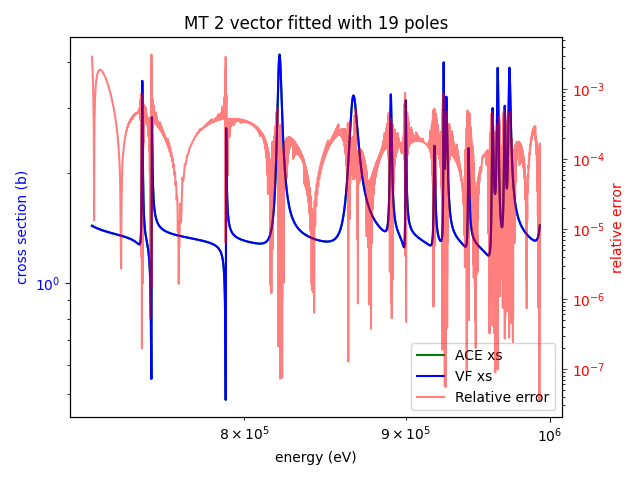 MT 2 vector fitted with 19 poles
cross section (b)
10⁰
10⁻³
10⁻⁴
10⁻⁵
10⁻⁶
10⁻⁷
relative error
ACE xs
VF xs
Relative error
8 × 10⁵ 9 × 10⁵ 10⁶
energy (eV)